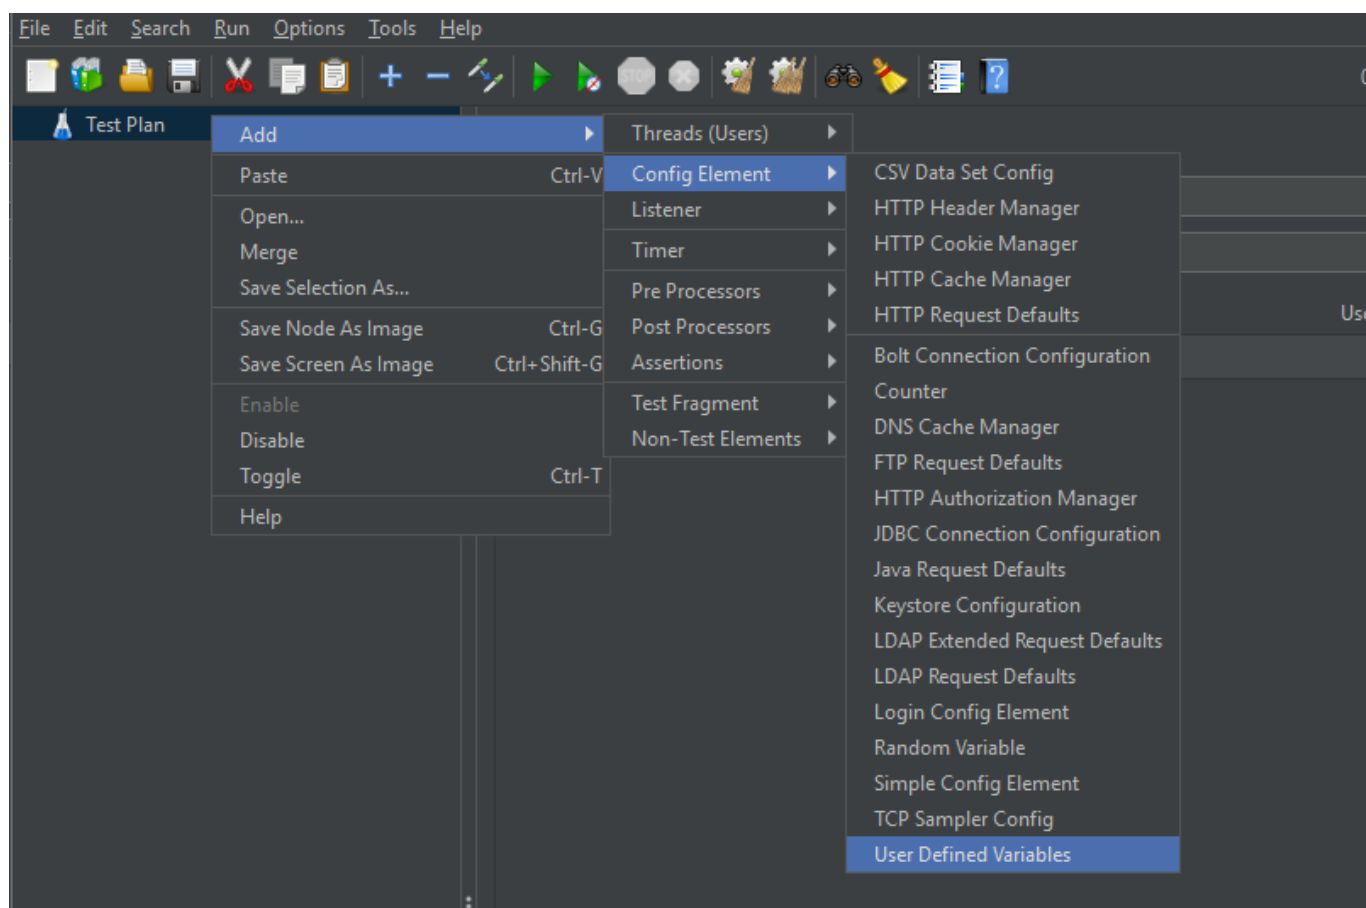 File Edit Search Run Options Tools Help
STOP
Test Plan
Add
Paste Ctrl-V
Open...
Merge
Save Selection As...
Save Node As Image Ctrl-G
Save Screen As Image Ctrl+Shift-G
Enable
Disable
Toggle Ctrl-T
Help
Threads (Users)
Config Element
Listener
Timer
Pre Processors
Post Processors
Assertions
Test Fragment
Non-Test Elements
CSV Data Set Config
HTTP Header Manager
HTTP Cookie Manager
HTTP Cache Manager
HTTP Request Defaults
Bolt Connection Configuration
Counter
DNS Cache Manager
FTP Request Defaults
HTTP Authorization Manager
JDBC Connection Configuration
Java Request Defaults
Keystore Configuration
LDAP Extended Request Defaults
LDAP Request Defaults
Login Config Element
Random Variable
Simple Config Element
TCP Sampler Config
User Defined Variables